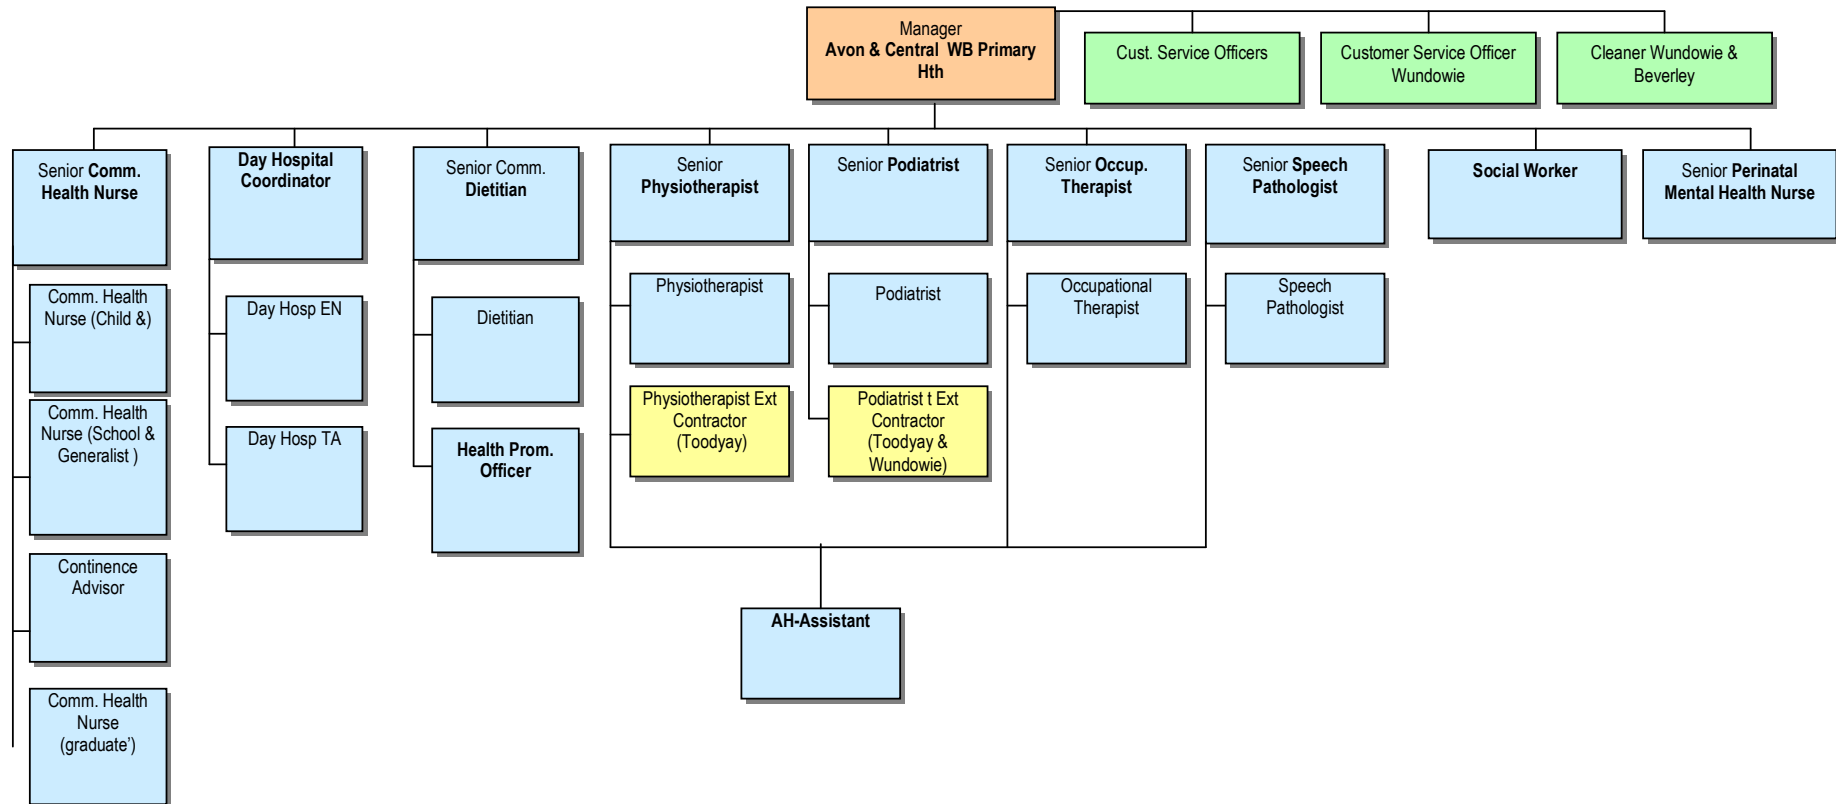 Manager
Avon & Central  WB Primary
Hth
Cust. Service Officers
Customer Service Officer
Wundowie
Cleaner Wundowie &
Beverley
Senior Comm.
Health Nurse
Day Hospital
Coordinator
Senior Comm.
Dietitian
Senior
Physiotherapist
Senior Podiatrist
Senior Occup.
Therapist
Senior Speech
Pathologist
Social Worker
Senior Perinatal
Mental Health Nurse
Comm. Health
Nurse (Child &)
Day Hosp EN
Dietitian
Physiotherapist
Podiatrist
Occupational
Therapist
Speech
Pathologist
Comm. Health
Nurse (School &
Generalist )
Day Hosp TA
Health Prom.
Officer
Physiotherapist Ext
Contractor
(Toodyay)
Podiatrist t Ext
Contractor
(Toodyay &
Wundowie)
Continence
Advisor
AH-Assistant
Comm. Health
Nurse
(graduate’)